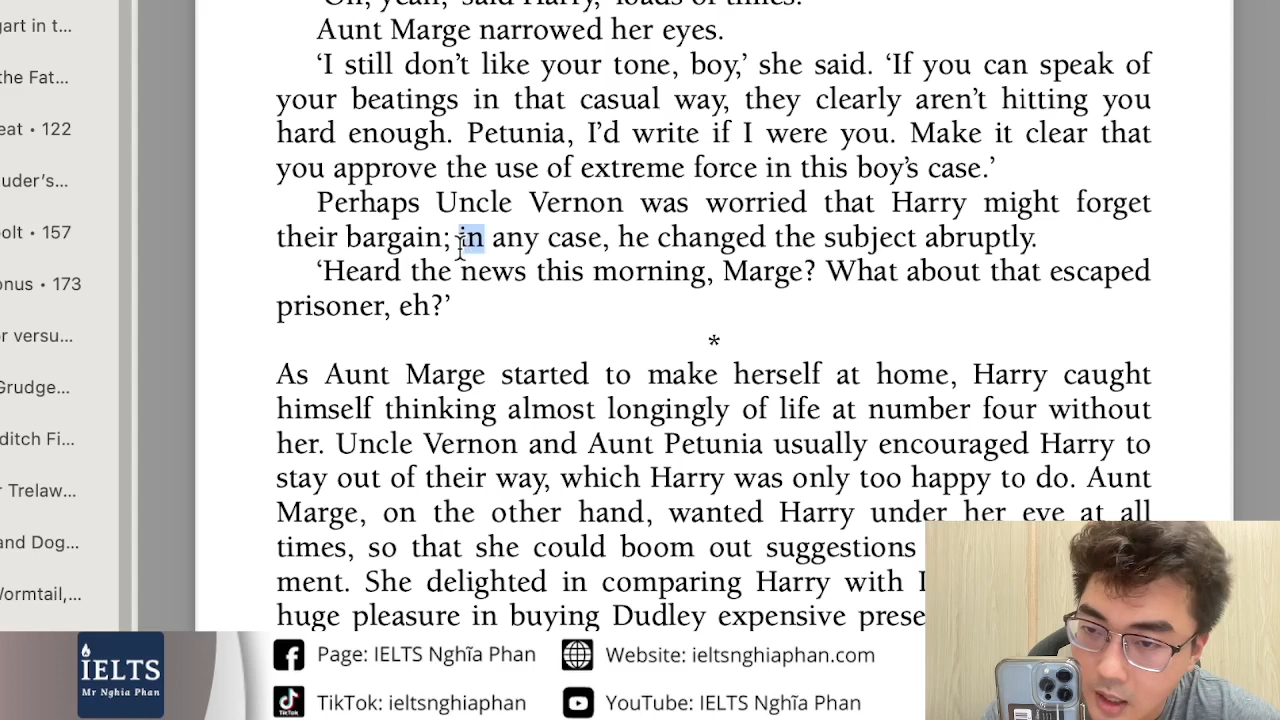 gart in t...
the Fat...
eat • 122
uder's...
olt • 157
onus • 173
or versu...
Grudge...
ditch Fi...
r Trelaw...
and Dog...
Wormtail,...
'Oh, yeah,' said Harry, 'loads of times.'
Aunt Marge narrowed her eyes.
'I still don't like your tone, boy,' she said. 'If you can speak of
your beatings in that casual way, they clearly aren't hitting you
hard enough. Petunia, I'd write if I were you. Make it clear that
you approve the use of extreme force in this boy's case.'
Perhaps Uncle Vernon was worried that Harry might forget
their bargain; in any case, he changed the subject abruptly.
'Heard the news this morning, Marge? What about that escaped
prisoner, eh?'
*
As Aunt Marge started to make herself at home, Harry caught
himself thinking almost longingly of life at number four without
her. Uncle Vernon and Aunt Petunia usually encouraged Harry to
stay out of their way, which Harry was only too happy to do. Aunt
Marge, on the other hand, wanted Harry under her eye at all
times, so that she could boom out suggestions
ment. She delighted in comparing Harry with
huge pleasure in buying Dudley expensive prese
IELTS
Mr Nghia Phan
Page: IELTS Nghĩa Phan
Website: ieltsnghiaphan.com
TikTok
TikTok: ieltsnghiaphan
YouTube: IELTS Nghĩa Phan